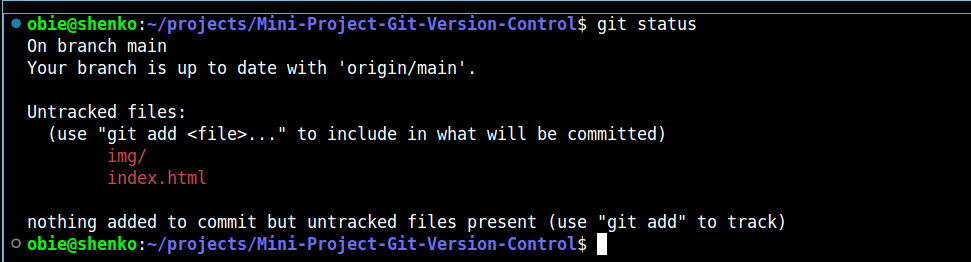 obie@shenko:~/projects/Mini-Project-Git-Version-Control$ git status
On branch main
Your branch is up to date with 'origin/main'.
Untracked files:
(use "git add <file>..." to include in what will be committed)
img/
index.html
nothing added to commit but untracked files present (use "git add" to track)
obie@shenko:~/projects/Mini-Project-Git-Version-Control$